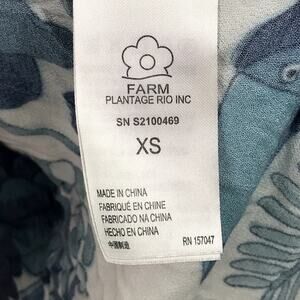 FARM
PLANTAGE RIO INC
SN S2100469
XS
MADE IN CHINA
FABRIQUÉ EN CHINE
FABRICADO NA CHINA
HECHO EN CHINA
中国制造
RN 157047